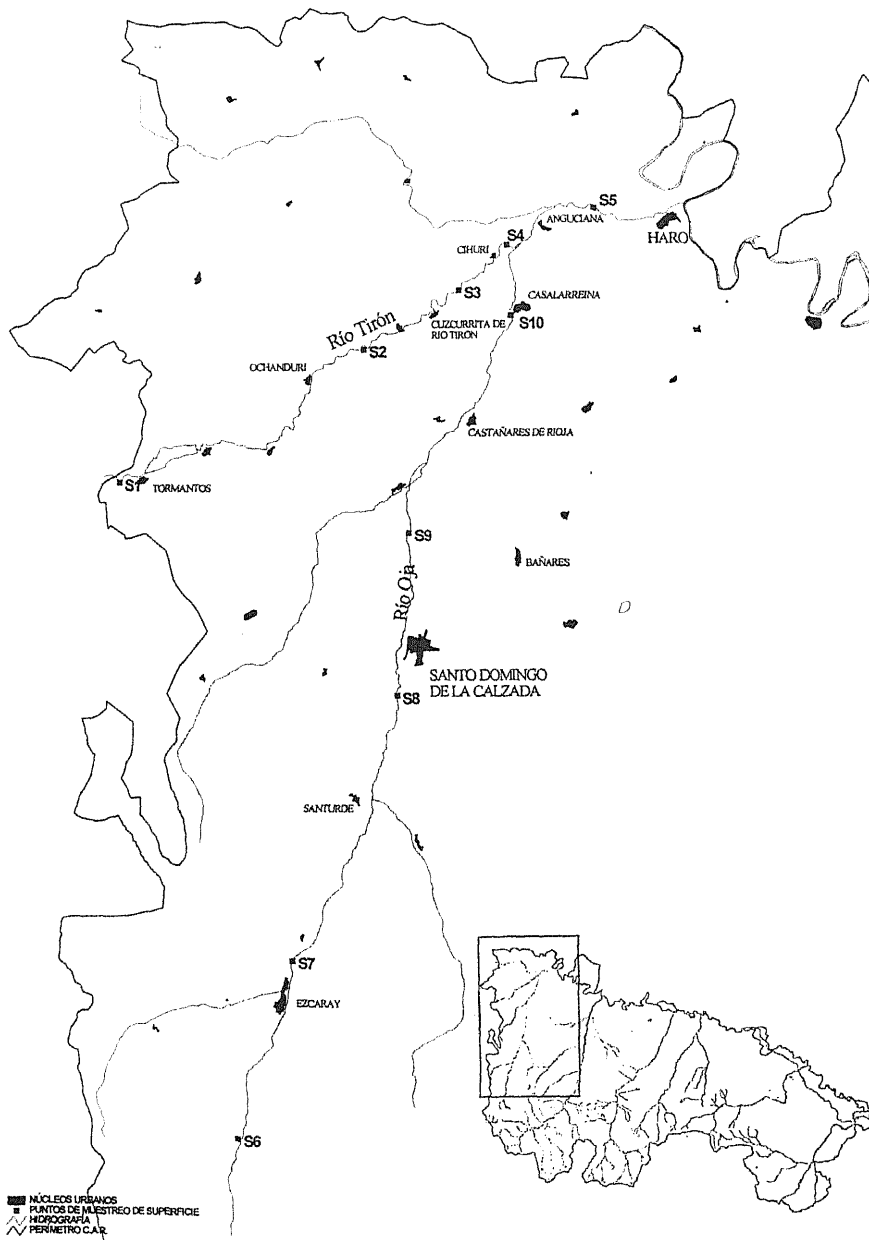 S5
ANGUCIANA
HARO
S4
CIHURI
S3
CASALARREINA
S10
CUZCURRITA DE
RIO TIRÓN
Río Tirón
S2
OCHANDURI
CASTAÑARES DE RIOJA
S1
TORMANTOS
S9
BAÑARES
Río Oja
SANTO DOMINGO
DE LA CALZADA
S8
SANTURDE
S7
EZCARAY
S6
NÚCLEOS URBANOS
PUNTOS DE MUESTREO DE SUPERFICIE
HIDROGRAFÍA
PERÍMETRO C.A.R.